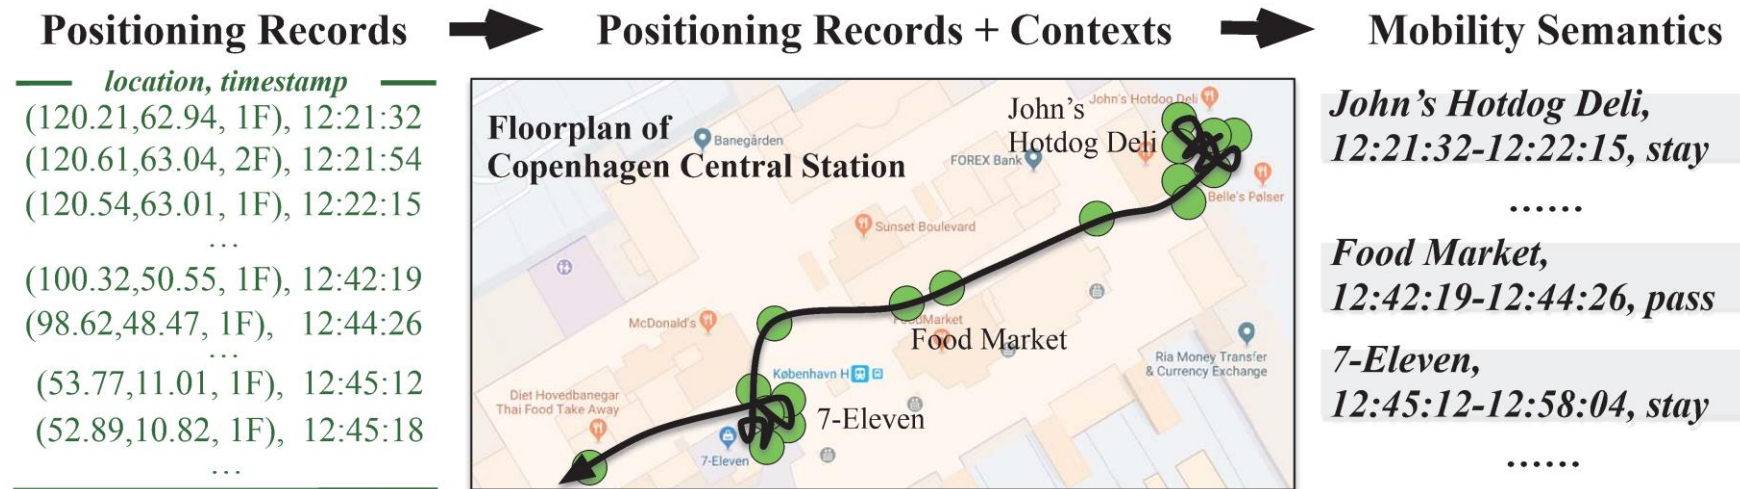 Positioning Records
Positioning Records + Contexts
Mobility Semantics
location, timestamp
(120.21,62.94, 1F), 12:21:32
(120.61,63.04, 2F), 12:21:54
(120.54,63.01, 1F), 12:22:15
...
(100.32,50.55, 1F), 12:42:19
(98.62,48.47, 1F), 12:44:26
...
(53.77,11.01, 1F), 12:45:12
(52.89,10.82, 1F), 12:45:18
...
Floorplan of
Copenhagen Central Station
Banegården
John's
Hotdog Deli
John's Hotdog Deli
FOREX Bank
Belle's Pølser
Sunset Boulevard
McDonald's
FoodMarket
Food Market
Ria Money Transfer
& Currency Exchange
København H
Diet Hovedbanegar
Thai Food Take Away
7-Eleven
7-Eleven
John's Hotdog Deli,
12:21:32-12:22:15, stay
......
Food Market,
12:42:19-12:44:26, pass
7-Eleven,
12:45:12-12:58:04, stay
......